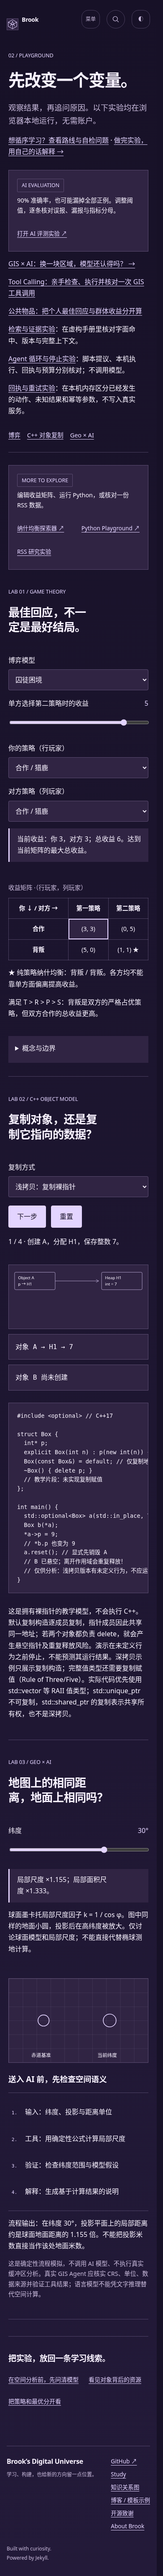 Brook
菜单
02 / PLAYGROUND
先改变一个变量。
观察结果，再追问原因。以下实验均在浏
览器本地运行，无需账户。
想循序学习？查看路线与自检问题 · 做完实验，
用自己的话解释 →
AI EVALUATION
90% 准确率，也可能漏掉全部正例。调整阈
值，逐条核对误报、漏报与指标分母。
打开 AI 评测实验 ↗
GIS × AI：换一块区域，模型还认得吗？ →
Tool Calling：亲手检查、执行并核对一次 GIS
工具调用
公共物品：把个人最佳回应与群体收益分开算
检索与证据实验：在虚构手册里核对字面命
中、版本与完整上下文。
Agent 循环与停止实验：脚本提议、本机执
行、回执与预算分别核对；不调用模型。
回执与重试实验：在本机内存区分已经发生
的动作、未知结果和幂等参数，不写入真实
服务。
博弈 C++ 对象复制 Geo × AI
MORE TO EXPLORE
编辑收益矩阵、运行 Python，或核对一份
RSS 数据。
纳什均衡探索器 ↗ Python Playground ↗
RSS 研究实验
LAB 01 / GAME THEORY
最佳回应，不一
定是最好结局。
博弈模型
囚徒困境
单方选择第二策略时的收益 5
你的策略（行玩家）
合作 / 猎鹿
对方策略（列玩家）
合作 / 猎鹿
当前收益：你 3，对方 3；总收益 6。达到
当前矩阵的最大总收益。
收益矩阵（行玩家，列玩家）
你 ↓ / 对方 → 第一策略 第二策略
合作 (3, 3) (0, 5)
背叛 (5, 0) (1, 1) ★
★ 纯策略纳什均衡：背叛 / 背叛。各方均不能
靠单方面偏离提高收益。
满足 T > R > P > S：背叛是双方的严格占优策
略，但双方合作的总收益更高。
▸ 概念与边界
LAB 02 / C++ OBJECT MODEL
复制对象，还是复
制它指向的数据？
复制方式
浅拷贝：复制裸指针
下一步 重置
1 / 4 · 创建 A，分配 H1，保存整数 7。
Object A
p → H1
Heap H1
int = 7
对象 A → H1 → 7
对象 B 尚未创建
#include <optional> // C++17
struct Box {
int* p;
explicit Box(int n) : p(new int(n))
Box(const Box&) = default; // 仅复制地
~Box() { delete p; }
// 教学片段：未实现复制赋值
};
int main() {
std::optional<Box> a(std::in_place,
Box b(*a);
*a->p = 9;
// *b.p 也变为 9
a.reset(); // 显式先销毁 A
// B 已悬空；离开作用域会重复释放！
// 仅供分析：浅拷贝版本有未定义行为，不应运
}
这是拥有裸指针的教学模型，不会执行 C++。
默认复制构造逐成员复制，指针成员因此共享
同一地址；若两个对象都负责 delete，就会产
生悬空指针及重复释放风险。演示在未定义行
为之前停止，不能预测其运行结果。深拷贝示
例只展示复制构造；完整值类型还需要复制赋
值（Rule of Three/Five）。实际代码优先使用
std::vector 等 RAII 值类型；std::unique_ptr
不可复制，std::shared_ptr 的复制表示共享所
有权，也不是深拷贝。
LAB 03 / GEO × AI
地图上的相同距
离，地面上相同吗？
纬度 30°
局部尺度 ×1.155；局部面积尺
度 ×1.333。
球面墨卡托局部尺度因子 k = 1 / cos φ。图中同
样的地面小圆，投影后在高纬度被放大。仅讨
论球面模型和局部尺度；不能直接代替椭球测
地计算。
赤道基准 当前纬度
送入 AI 前，先检查空间语义
1. 输入：纬度、投影与距离单位
2. 工具：用确定性公式计算局部尺度
3. 验证：检查纬度范围与模型假设
4. 解释：生成基于计算结果的说明
流程输出：在纬度 30°，投影平面上的局部距离
约是球面地面距离的 1.155 倍。不能把投影米
数直接当作该处地面米数。
这是确定性流程模拟，不调用 AI 模型、不执行真实
缓冲区分析。真实 GIS Agent 应核实 CRS、单位、数
据来源并验证工具结果；语言模型不能凭文字推理替
代空间计算。
把实验，放回一条学习线索。
在空间分析前，先问清模型 看见对象背后的资源
把策略和最优分开看
Brook’s Digital Universe
学习、构建，也给新的方向留一点位置。
GitHub ↗
Study
知识关系图
博客 / 模板示例
开源致谢
About Brook
Built with curiosity.
Powered by Jekyll.